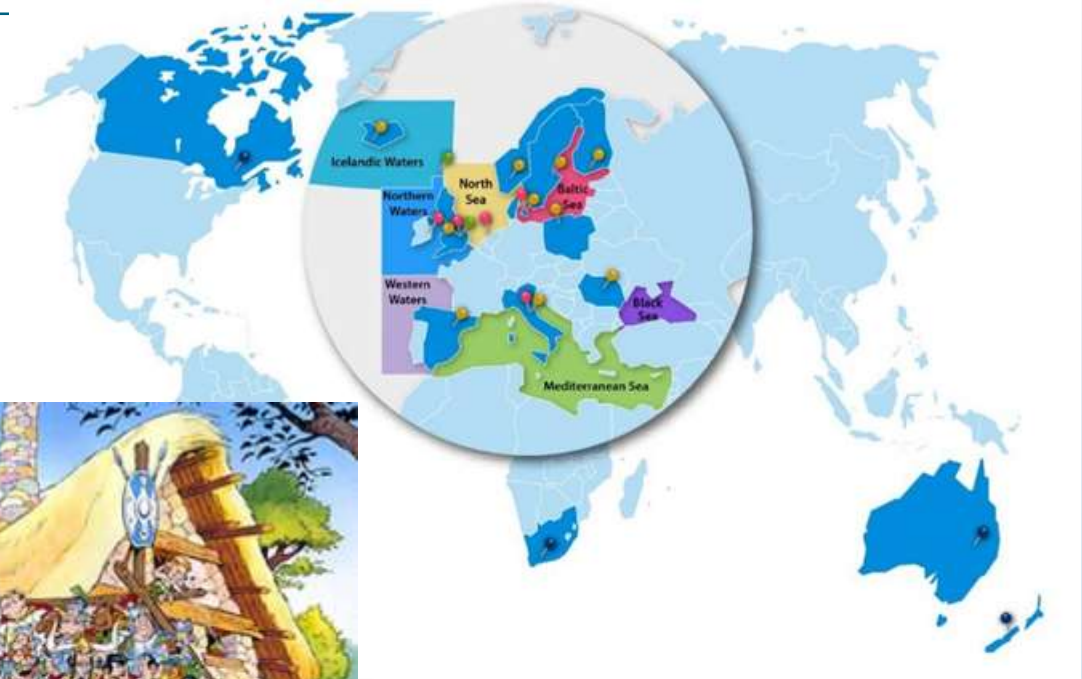 Icelandic Waters
North
Sea
Northern
Waters
Baltic
Sea
Western
Waters
Black
Sea
Mediterranean Sea